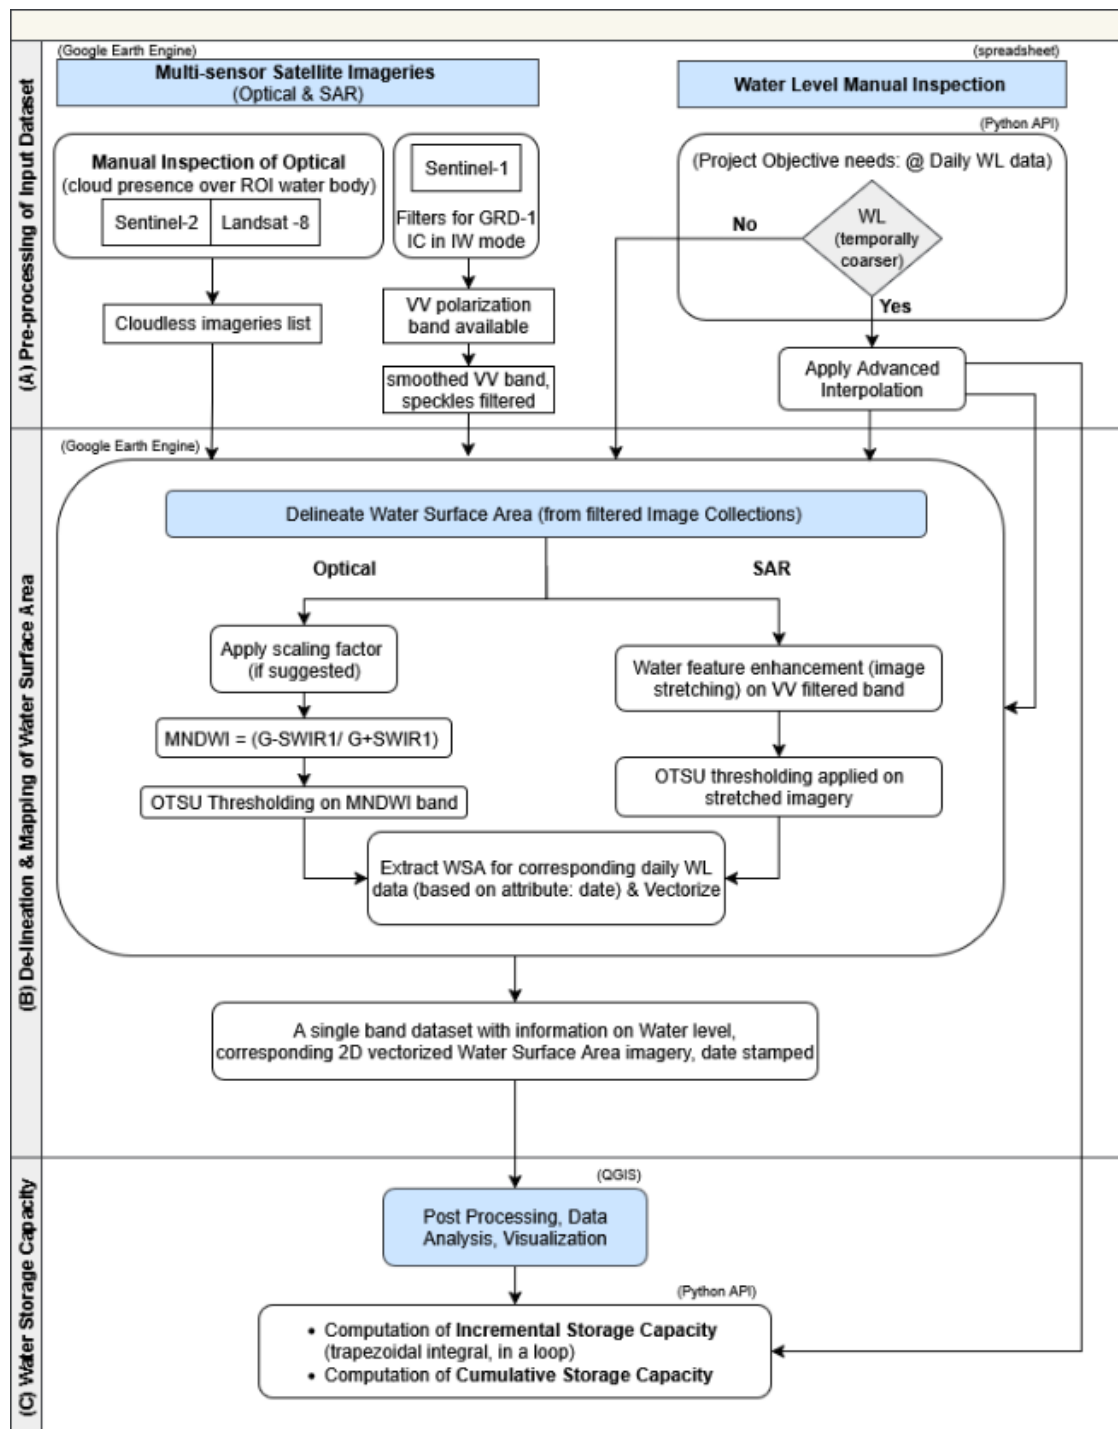 (A) Pre-processing of Input Dataset
(Google Earth Engine)
Multi-sensor Satellite Imageries
(Optical & SAR)
(spreadsheet)
Water Level Manual Inspection
(Python API)
Manual Inspection of Optical
(cloud presence over ROI water body)
Sentinel-2
Landsat -8
Sentinel-1
Filters for GRD-1
IC in IW mode
(Project Objective needs: @ Daily WL data)
WL
(temporally
coarser)
No
Yes
Cloudless imageries list
VV polarization
band available
smoothed VV band,
speckles filtered
Apply Advanced
Interpolation
(B) De-lineation & Mapping of Water Surface Area
(Google Earth Engine)
Delineate Water Surface Area (from filtered Image Collections)
Optical
SAR
Apply scaling factor
(if suggested)
MNDWI = (G-SWIR1/ G+SWIR1)
OTSU Thresholding on MNDWI band
Water feature enhancement (image
stretching) on VV filtered band
OTSU thresholding applied on
stretched imagery
Extract WSA for corresponding daily WL
data (based on attribute: date) & Vectorize
A single band dataset with information on Water level,
corresponding 2D vectorized Water Surface Area imagery, date stamped
(C) Water Storage Capacity
(QGIS)
Post Processing, Data
Analysis, Visualization
(Python API)
• Computation of Incremental Storage Capacity
(trapezoidal integral, in a loop)
• Computation of Cumulative Storage Capacity